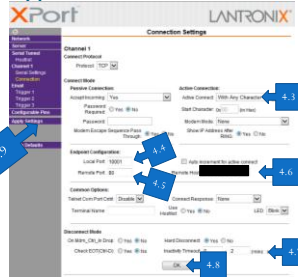 XPort LANTRONIX®
Connection Settings
Network
Server
Serial Tunnel
Hostlist
Channel 1
Serial Settings
Connection
Email
Trigger 1
Trigger 2
Trigger 3
Configurable Pins
Apply Settings
Defaults
Channel 1
Connect Protocol
Protocol: TCP
Connect Mode
Passive Connection: Active Connection:
Accept Incoming: Yes Active Connect: With Any Character
Password Required: Yes No Start Character: 0x (in Hex)
Password: Modem Mode: None
Modem Escape Sequence Pass Through: Yes No Show IP Address After RING: Yes No
Endpoint Configuration:
Local Port: 10001 Auto increment for active connect
Remote Port: 80 Remote Host:
Common Options:
Telnet Com Port Cntrl: Disable Connect Response: None
Terminal Name: Use Hostlist: Yes No LED: Blink
Disconnect Mode
On Mdm_Ctrl_In Drop: Yes No Hard Disconnect: Yes No
Check EOT(Ctrl-D): Yes No Inactivity Timeout: 2 (mins)
OK
4.3
4.4
4.5
4.6
4.8
4.9